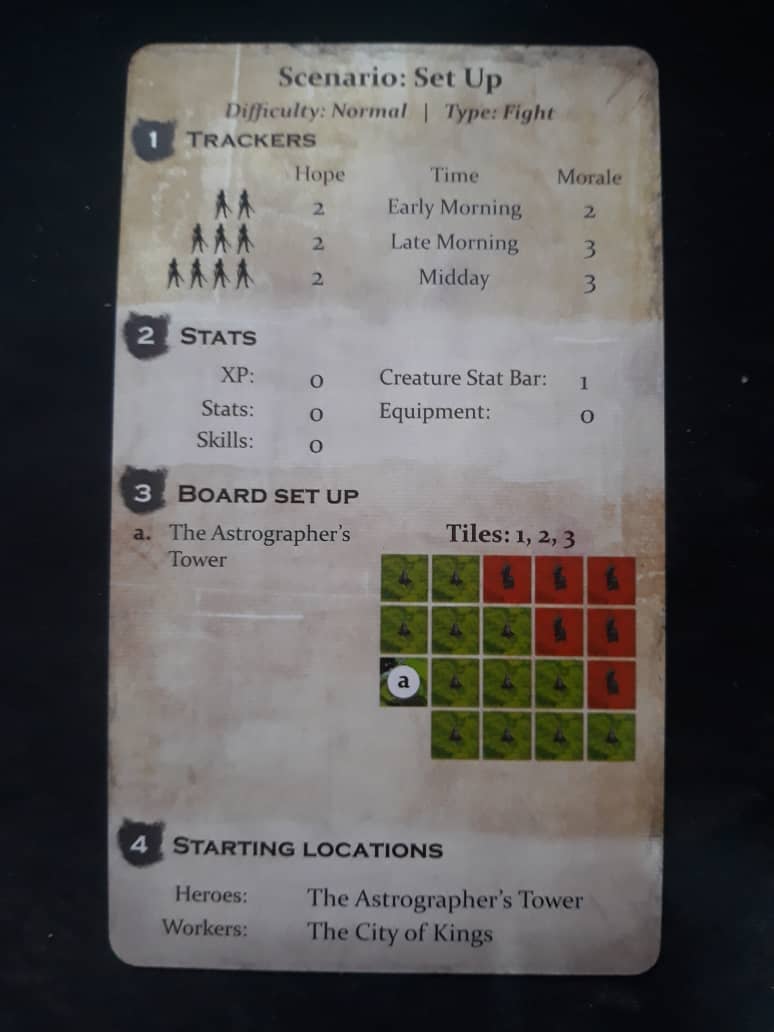 Scenario: Set Up
Difficulty: Normal | Type: Fight
1 TRACKERS
Hope Time Morale
2 Early Morning 2
2 Late Morning 3
2 Midday 3
2 STATS
XP: 0 Creature Stat Bar: 1
Stats: 0 Equipment: 0
Skills: 0
3 BOARD SET UP
a. The Astrographer's
Tower
Tiles: 1, 2, 3
a
4 STARTING LOCATIONS
Heroes: The Astrographer's Tower
Workers: The City of Kings